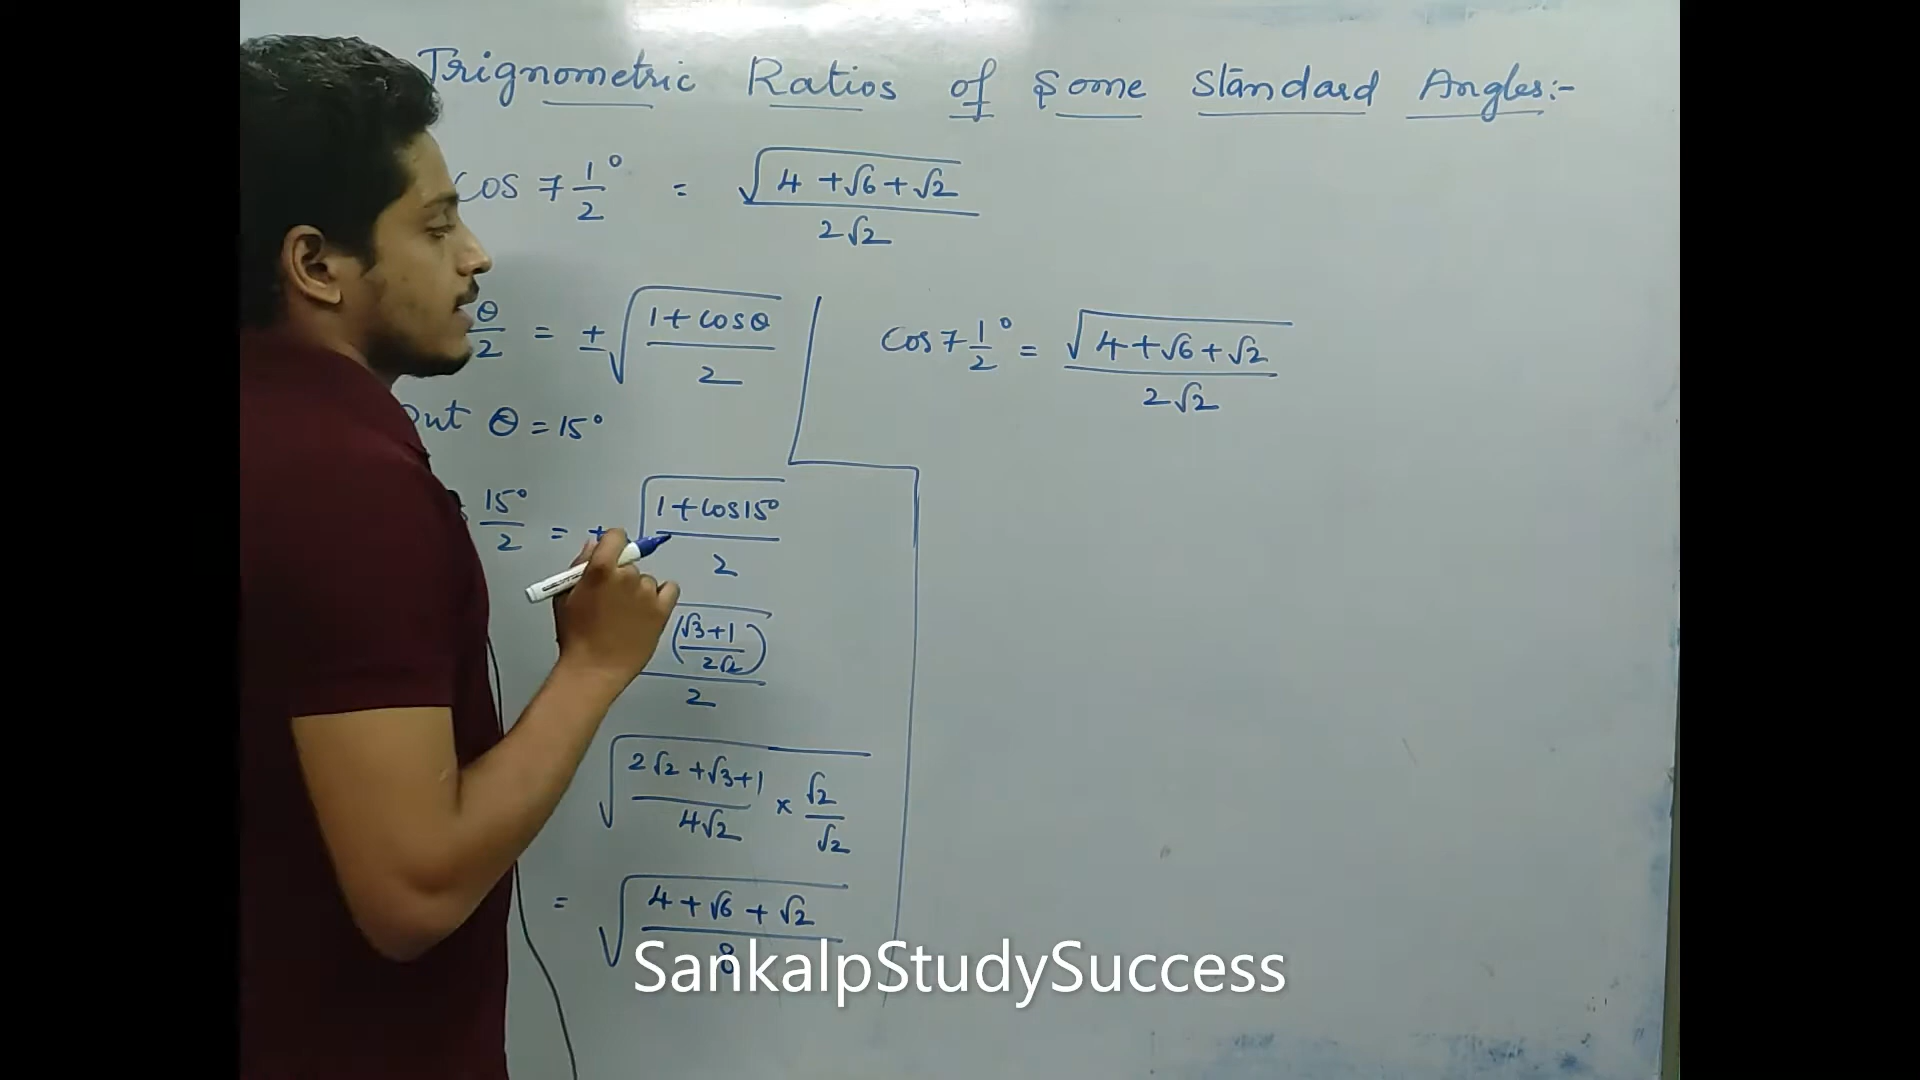 Trignometric Ratios of Some Standard Angles:-
cos 7 1/2° = √(4 + √6 + √2) / 2√2
θ/2 = ± √((1 + cosθ) / 2)
put θ = 15°
15°/2 = + √((1 + cos15°) / 2)
(√3+1 / 2√2) / 2
√((2√2 + √3+1) / 4√2 × √2/√2)
= √((4 + √6 + √2) / 8)
cos 7 1/2° = √(4 + √6 + √2) / 2√2
SankalpStudySuccess